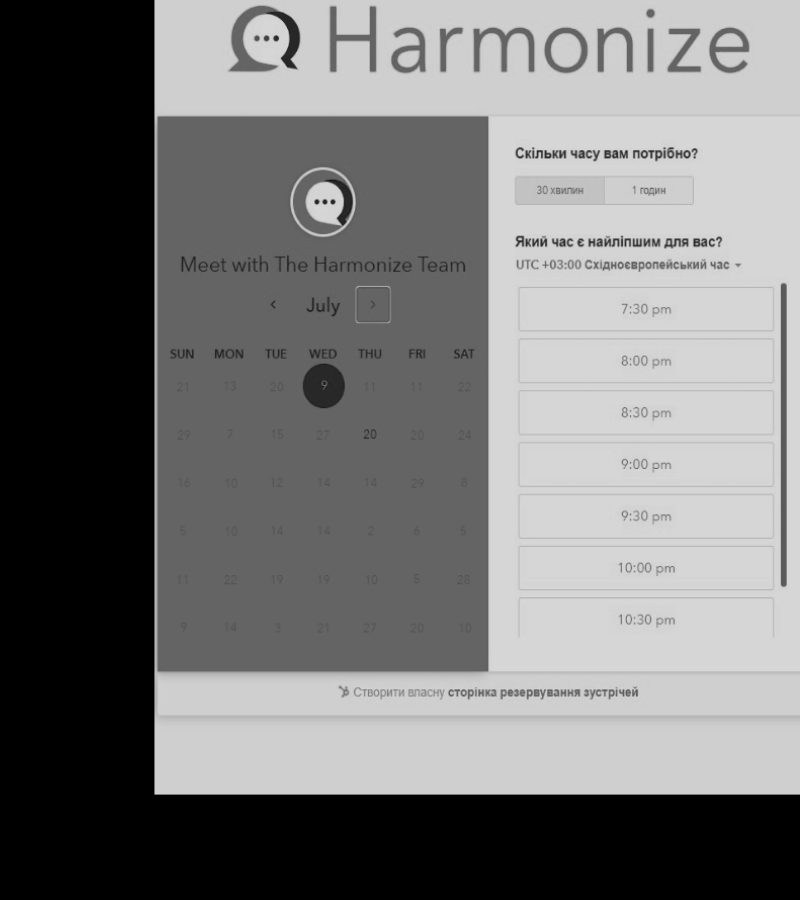 Harmonize
Meet with The Harmonize Team
July
SUN MON TUE WED THU FRI SAT
21 13 20 9 11 11 22
29 7 15 27 20 20 24
16 10 12 14 14 29 8
5 10 14 14 2 6 5
11 22 19 19 10 5 28
9 14 3 21 27 20 10
Скільки часу вам потрібно?
30 хвилин 1 годин
Який час є найліпшим для вас?
UTC +03:00 Східноєвропейський час
7:30 pm
8:00 pm
8:30 pm
9:00 pm
9:30 pm
10:00 pm
10:30 pm
Створити власну сторінка резервування зустрічей